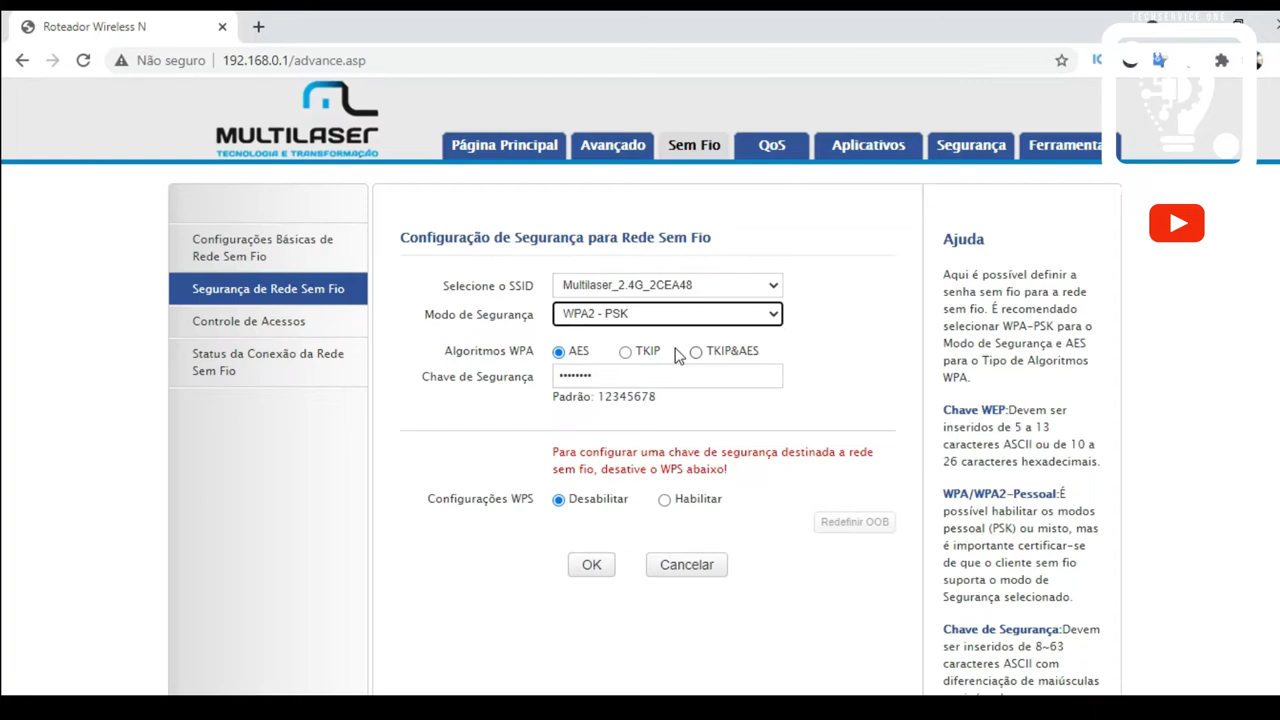 TECHSERVICE ONE
Roteador Wireless N
Não seguro
192.168.0.1/advance.asp
MULTILASER
TECNOLOGIA E TRANSFORMAÇÃO
Página Principal
Avançado
Sem Fio
QoS
Aplicativos
Segurança
Ferramenta
Configurações Básicas de
Rede Sem Fio
Segurança de Rede Sem Fio
Controle de Acessos
Status da Conexão da Rede
Sem Fio
Configuração de Segurança para Rede Sem Fio
Selecione o SSID Multilaser_2.4G_2CEA48
Modo de Segurança WPA2 - PSK
Algoritmos WPA AES TKIP TKIP&AES
Chave de Segurança ••••••••
Padrão: 12345678
Para configurar uma chave de segurança destinada a rede
sem fio, desative o WPS abaixo!
Configurações WPS Desabilitar Habilitar
Redefinir OOB
OK Cancelar
Ajuda
Aqui é possível definir a
senha sem fio para a rede
sem fio. É recomendado
selecionar WPA-PSK para o
Modo de Segurança e AES
para o Tipo de Algoritmos
WPA.
Chave WEP:Devem ser
inseridos de 5 a 13
caracteres ASCII ou de 10 a
26 caracteres hexadecimais.
WPA/WPA2-Pessoal:É
possível habilitar os modos
pessoal (PSK) ou misto, mas
é importante certificar-se
de que o cliente sem fio
suporta o modo de
Segurança selecionado.
Chave de Segurança:Devem
ser inseridos de 8~63
caracteres ASCII com
diferenciação de maiúsculas